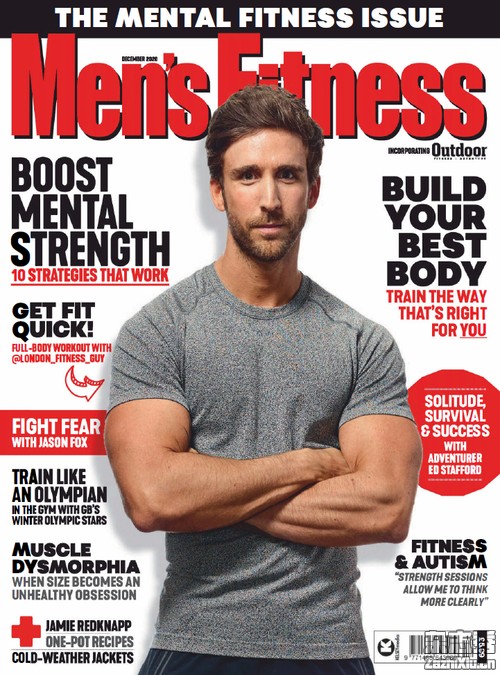 THE MENTAL FITNESS ISSUE
DECEMBER 2020
Men's Fitness
INCORPORATING Outdoor
FITNESS + ADVENTURE
BOOST
MENTAL
STRENGTH
10 STRATEGIES THAT WORK
GET FIT
QUICK!
FULL-BODY WORKOUT WITH
@LONDON_FITNESS_GUY
FIGHT FEAR
WITH JASON FOX
TRAIN LIKE
AN OLYMPIAN
IN THE GYM WITH GB'S
WINTER OLYMPIC STARS
MUSCLE
DYSMORPHIA
WHEN SIZE BECOMES AN
UNHEALTHY OBSESSION
JAMIE REDKNAPP
ONE-POT RECIPES
COLD-WEATHER JACKETS
BUILD
YOUR
BEST
BODY
TRAIN THE WAY
THAT'S RIGHT
FOR YOU
SOLITUDE,
SURVIVAL
& SUCCESS
WITH
ADVENTURER
ED STAFFORD
FITNESS
& AUTISM
"STRENGTH SESSIONS
ALLOW ME TO THINK
MORE CLEARLY"
£3.99